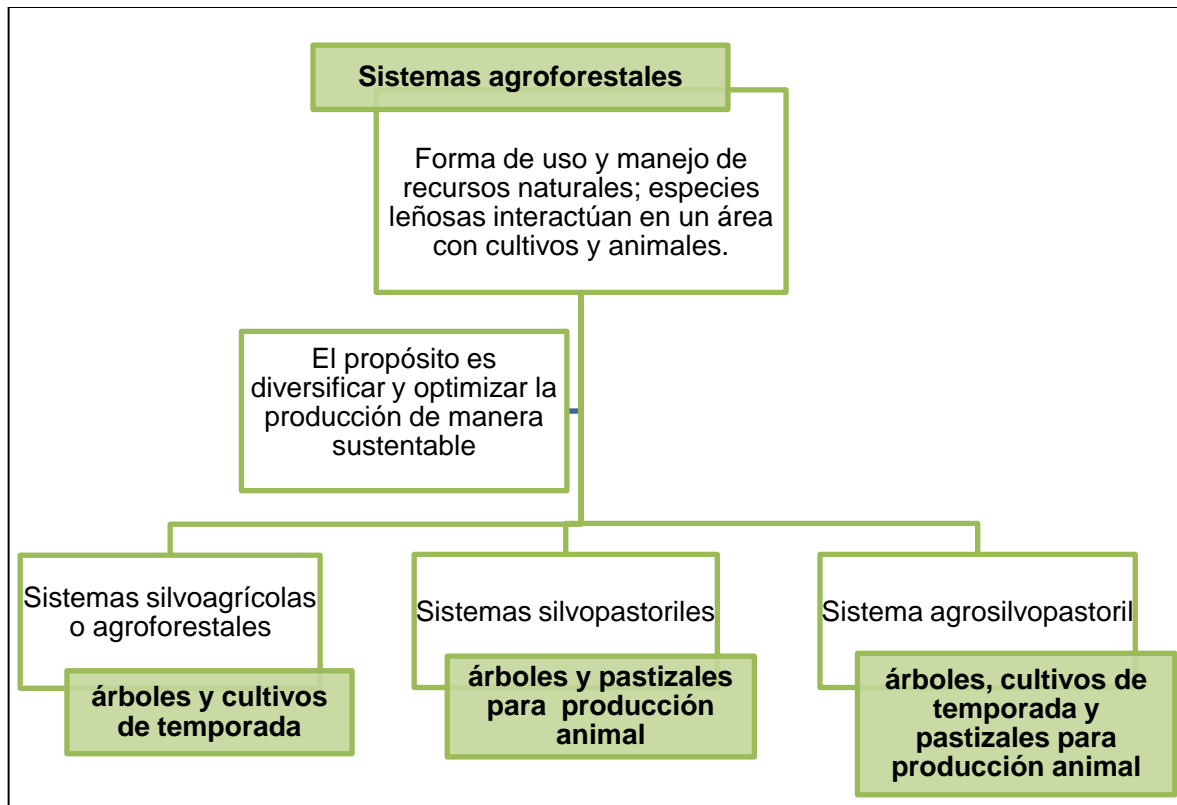 Sistemas agroforestales
Forma de uso y manejo de
recursos naturales; especies
leñosas interactúan en un área
con cultivos y animales.
El propósito es
diversificar y optimizar la
producción de manera
sustentable
Sistemas silvoagrícolas
o agroforestales
árboles y cultivos
de temporada
Sistemas silvopastoriles
árboles y pastizales
para producción
animal
Sistema agrosilvopastoril
árboles, cultivos de
temporada y
pastizales para
producción animal